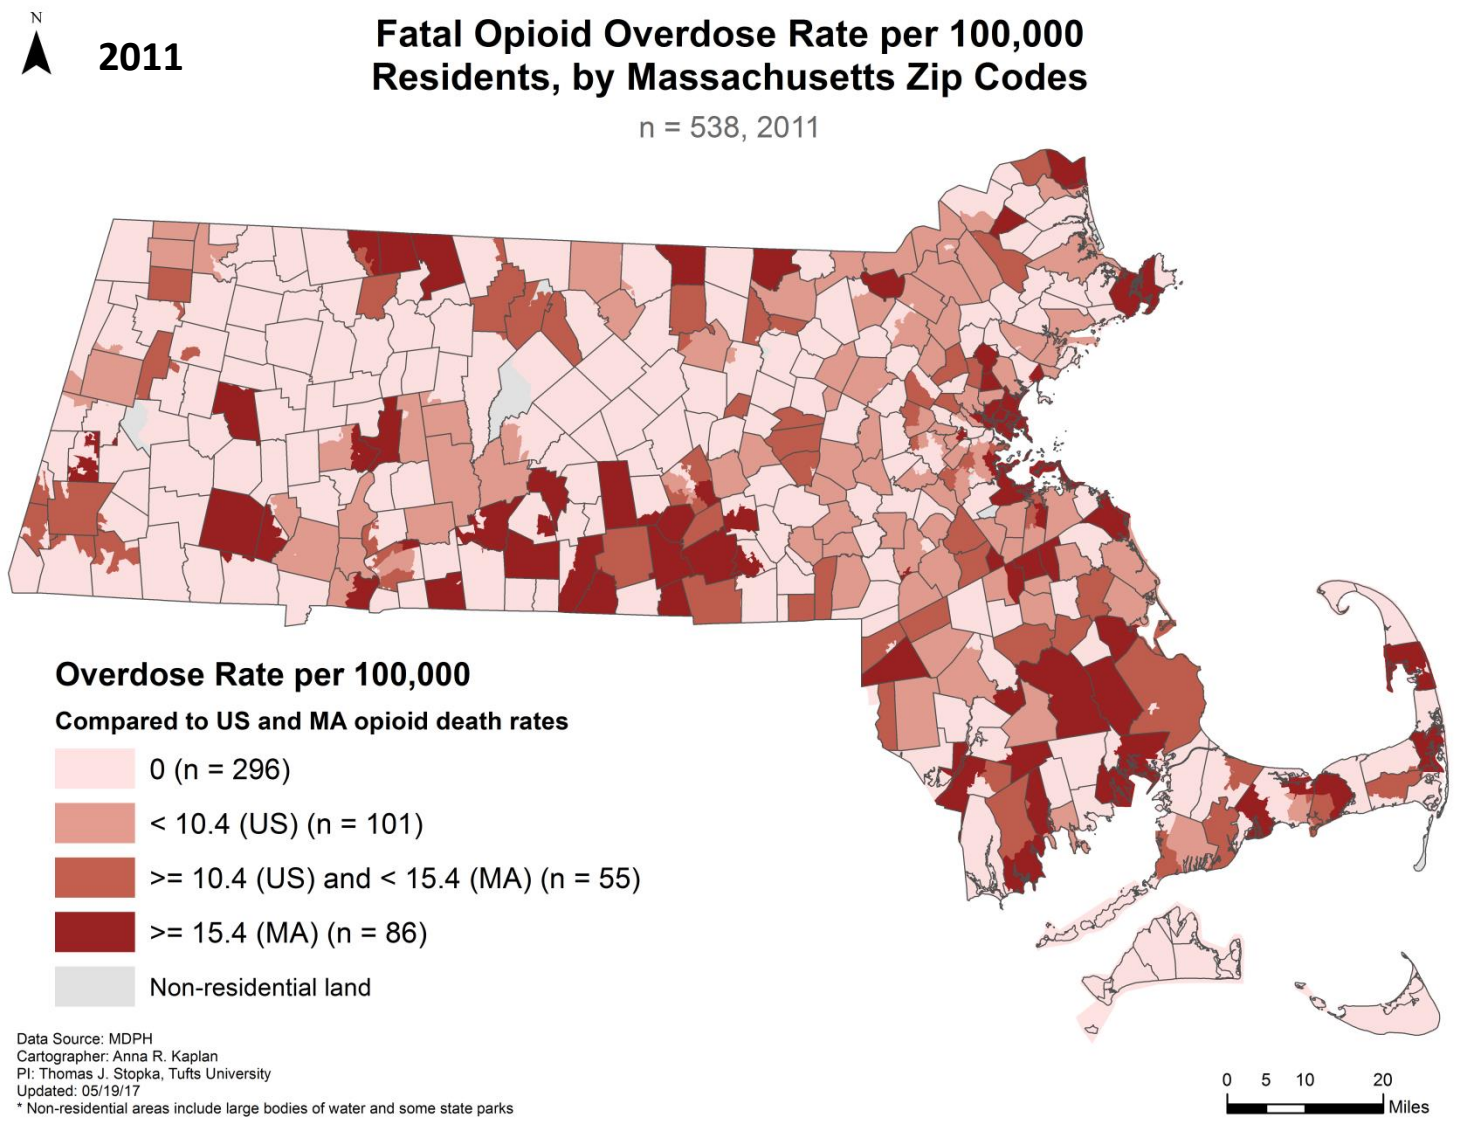 N
2011
Fatal Opioid Overdose Rate per 100,000
Residents, by Massachusetts Zip Codes
n = 538, 2011
Overdose Rate per 100,000
Compared to US and MA opioid death rates
0 (n = 296)
< 10.4 (US) (n = 101)
>= 10.4 (US) and < 15.4 (MA) (n = 55)
>= 15.4 (MA) (n = 86)
Non-residential land
Data Source: MDPH
Cartographer: Anna R. Kaplan
PI: Thomas J. Stopka, Tufts University
Updated: 05/19/17
* Non-residential areas include large bodies of water and some state parks
0 5 10 20
Miles